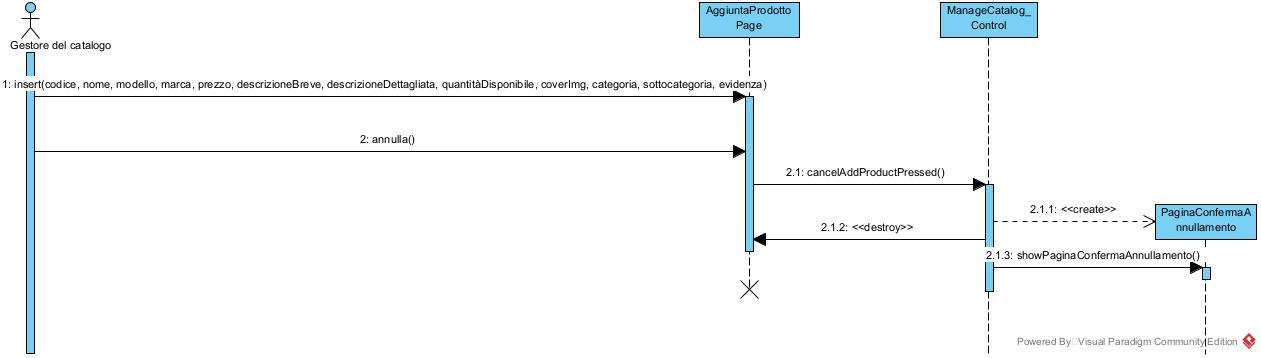 AggiuntaProdotto
Page
ManageCatalog_
Control
Gestore del catalogo
1: insert(codice, nome, modello, marca, prezzo, descrizioneBreve, descrizioneDettagliata, quantitàDisponibile, coverImg, categoria, sottocategoria, evidenza)
2: annulla()
2.1: cancelAddProductPressed()
2.1.1: <<create>>
PaginaConfermaA
nnullamento
2.1.2: <<destroy>>
2.1.3: showPaginaConfermaAnnullamento()
Powered By Visual Paradigm Community Edition